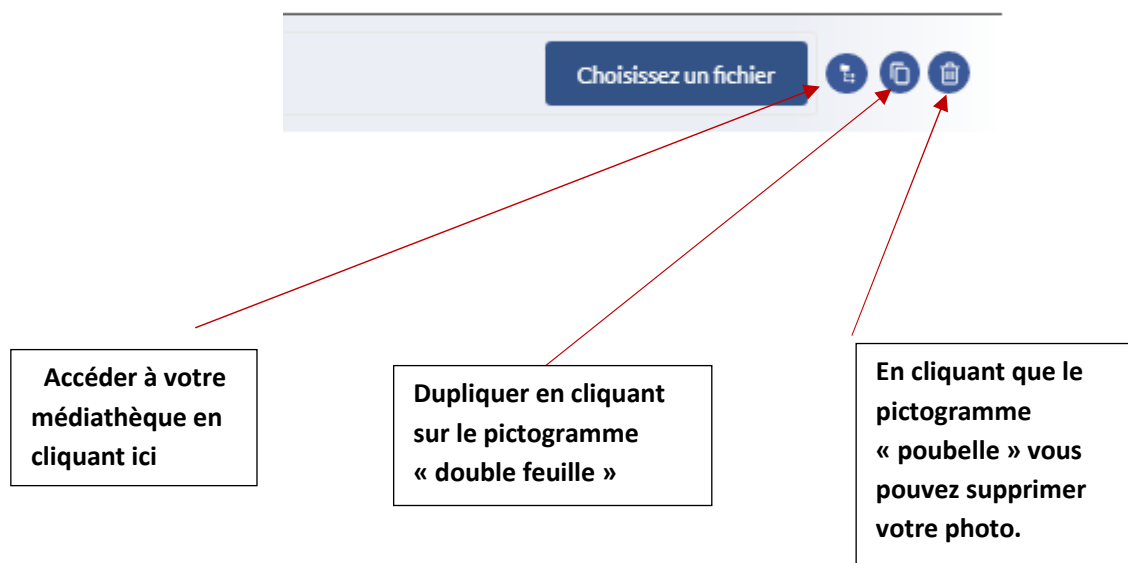 Choisissez un fichier
Accéder à votre
médiathèque en
cliquant ici
Dupliquer en cliquant
sur le pictogramme
« double feuille »
En cliquant que le
pictogramme
« poubelle » vous
pouvez supprimer
votre photo.